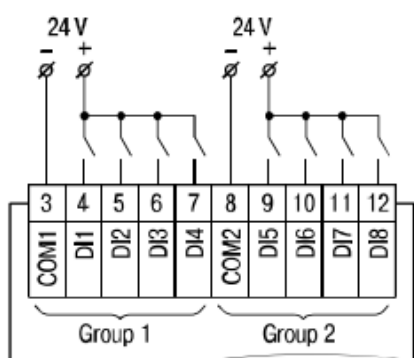 24 V 24 V
- + - +
3 4 5 6 7 8 9 10 11 12
COM1 DI1 DI2 DI3 DI4 COM2 DI5 DI6 DI7 DI8
Group 1 Group 2